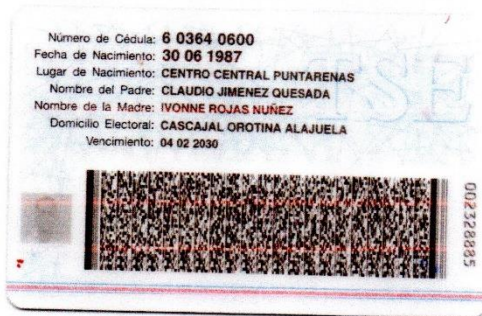 Número de Cédula: 6 0364 0600
Fecha de Nacimiento: 30 06 1987
Lugar de Nacimiento: CENTRO CENTRAL PUNTARENAS
Nombre del Padre: CLAUDIO JIMENEZ QUESADA
Nombre de la Madre: IVONNE ROJAS NUÑEZ
Domicilio Electoral: CASCAJAL OROTINA ALAJUELA
Vencimiento: 04 02 2030
TSE
002328885